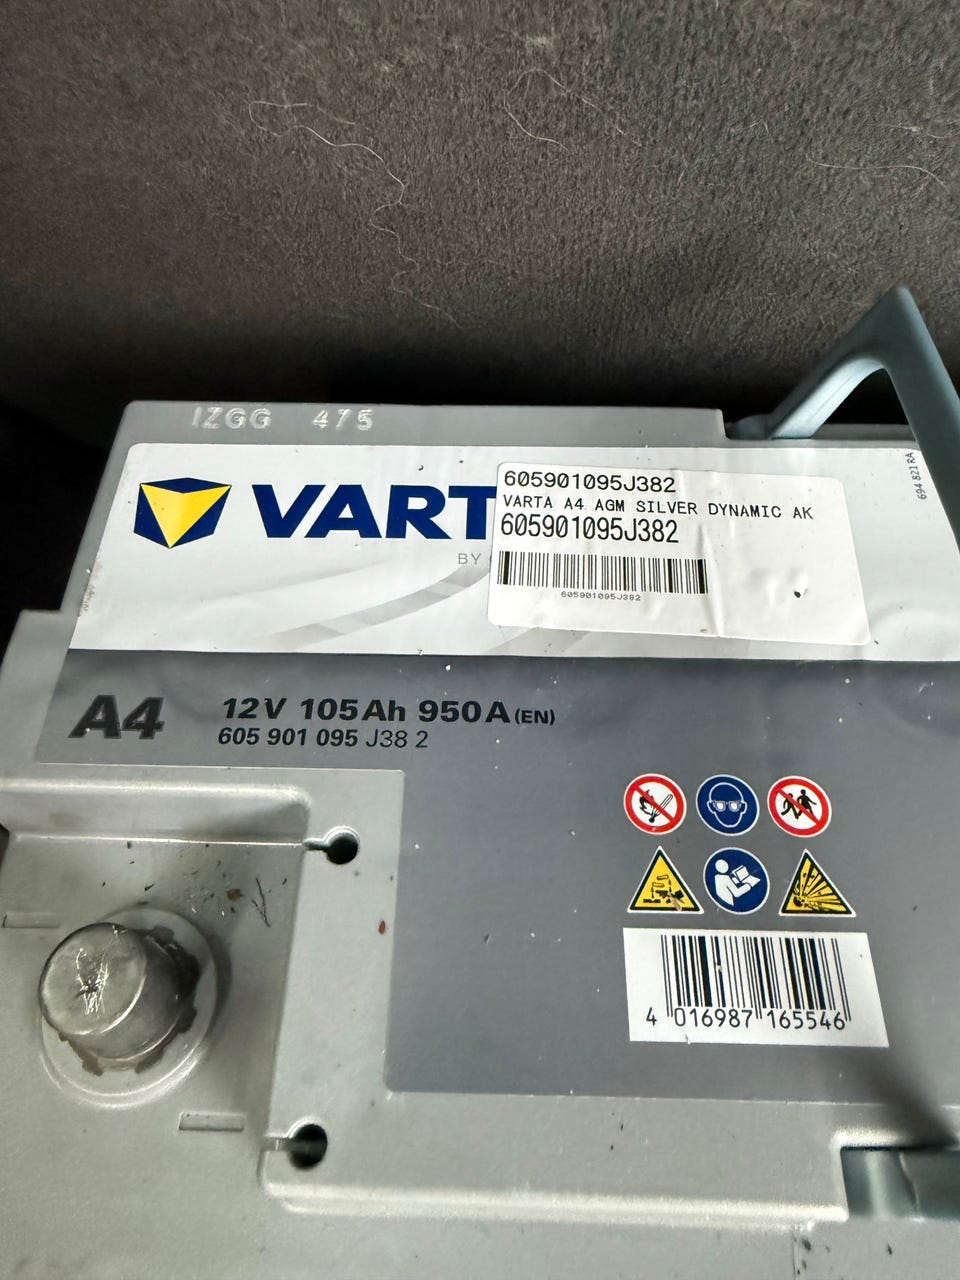 IZGG 475
VART
BY
605901095J382
VARTA A4 AGM SILVER DYNAMIC AK
605901095J382
605901095J382
694 821 RA
A4
12V 105Ah 950A (EN)
605 901 095 J38 2
4 016987 165546